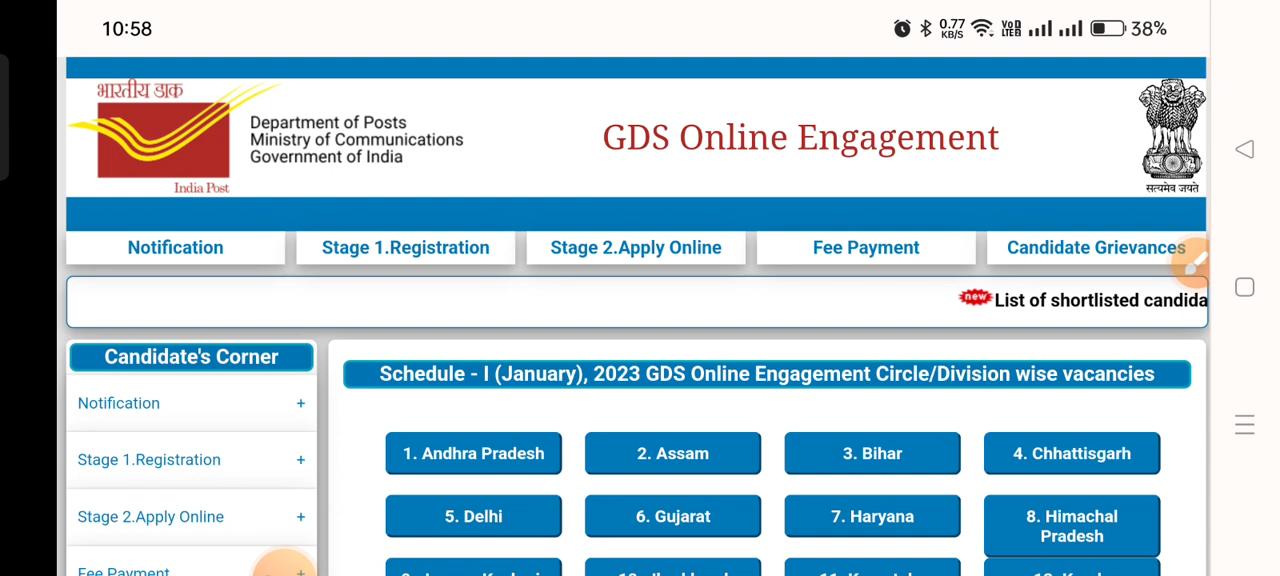 10:58
0.77
KB/S
VoD
LTE2
38%
भारतीय डाक
India Post
Department of Posts
Ministry of Communications
Government of India
GDS Online Engagement
सत्यमेव जयते
Notification
Stage 1.Registration
Stage 2.Apply Online
Fee Payment
Candidate Grievances
new List of shortlisted candida
Candidate's Corner
Notification +
Stage 1.Registration +
Stage 2.Apply Online +
Fee Payment +
Schedule - I (January), 2023 GDS Online Engagement Circle/Division wise vacancies
1. Andhra Pradesh
2. Assam
3. Bihar
4. Chhattisgarh
5. Delhi
6. Gujarat
7. Haryana
8. Himachal
Pradesh